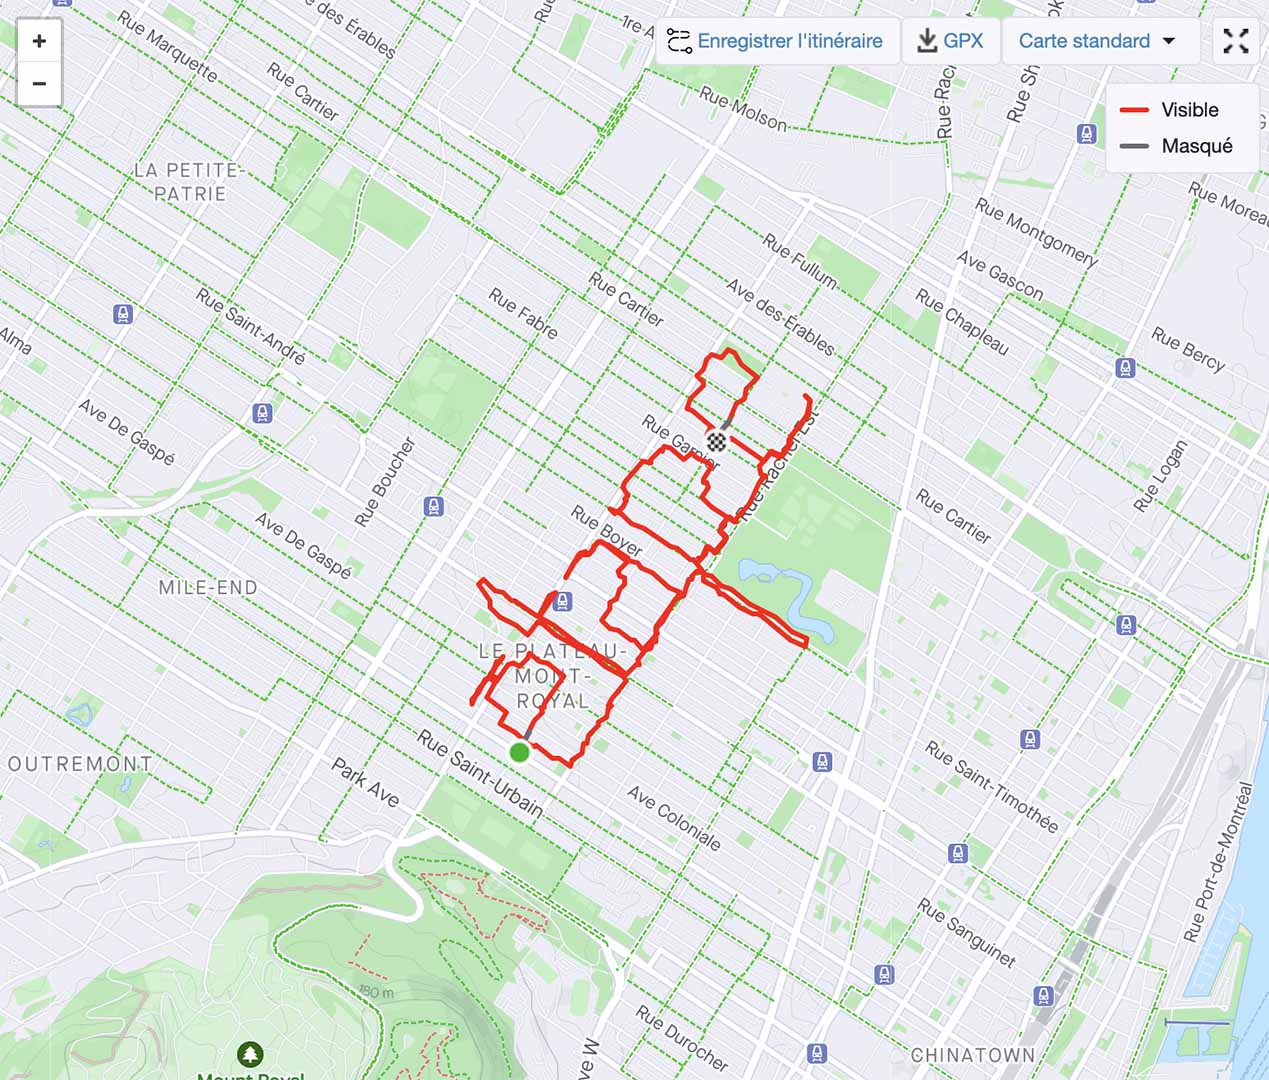 +
−
Enregistrer l'itinéraire
GPX
Carte standard
Visible
Masqué
e des Érables
1re A
Rue Marquette
Rue Cartier
Rue Molson
LA PETITE-
PATRIE
Rue Montgomery
Rue Fullum
Ave Gascon
Rue Saint-André
Rue Fabre
Rue Cartier
Ave des Érables
Rue Chapleau
Rue Bercy
Alma
Ave De Gaspé
Rue Boucher
Rue Garnier
Rue Rachel Est
Rue Logan
Rue Cartier
Ave De Gaspé
Rue Boyer
MILE-END
LE PLATEAU-
MONT-
ROYAL
OUTREMONT
Park Ave
Rue Saint-Urbain
Ave Coloniale
Rue Saint-Timothée
Rue Port-de-Montréal
Rue Sanguinet
180 m
Rue Durocher
CHINATOWN
Mount Royal